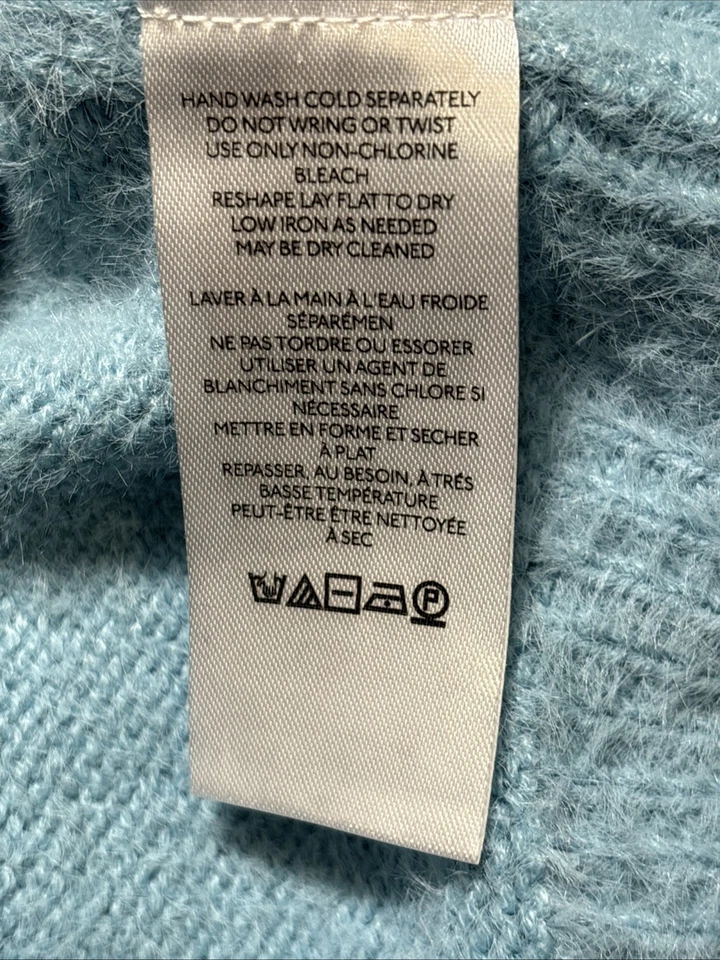 HAND WASH COLD SEPARATELY
DO NOT WRING OR TWIST
USE ONLY NON-CHLORINE
BLEACH
RESHAPE LAY FLAT TO DRY
LOW IRON AS NEEDED
MAY BE DRY CLEANED
LAVER À LA MAIN À L'EAU FROIDE
SÉPARÉMEN
NE PAS TORDRE OU ESSORER
UTILISER UN AGENT DE
BLANCHIMENT SANS CHLORE SI
NÉCESSAIRE
METTRE EN FORME ET SECHER
À PLAT
REPASSER, AU BESOIN, À TRÉS
BASSE TEMPÉRATURE
PEUT-ÊTRE ÊTRE NETTOYÉE
À SEC
P